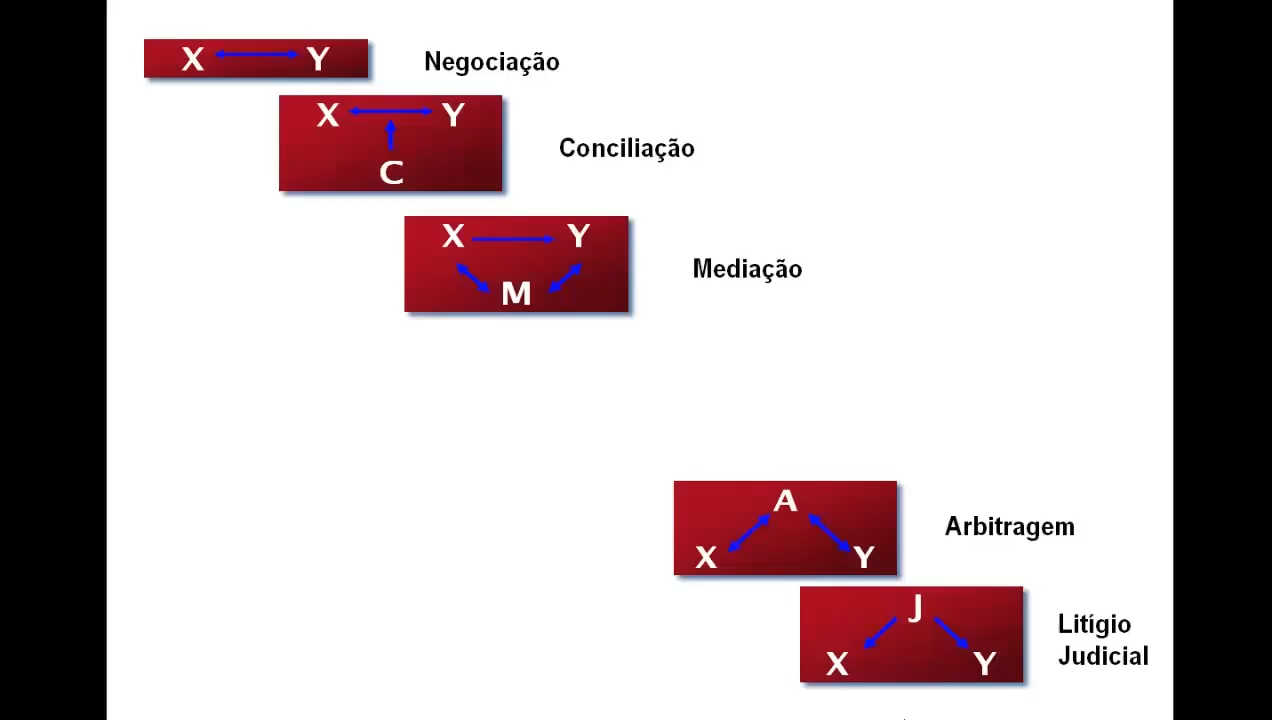 X Y Negociação
X Y
C
Conciliação
X Y
M
Mediação
A
X Y
Arbitragem
J
X Y
Litígio
Judicial